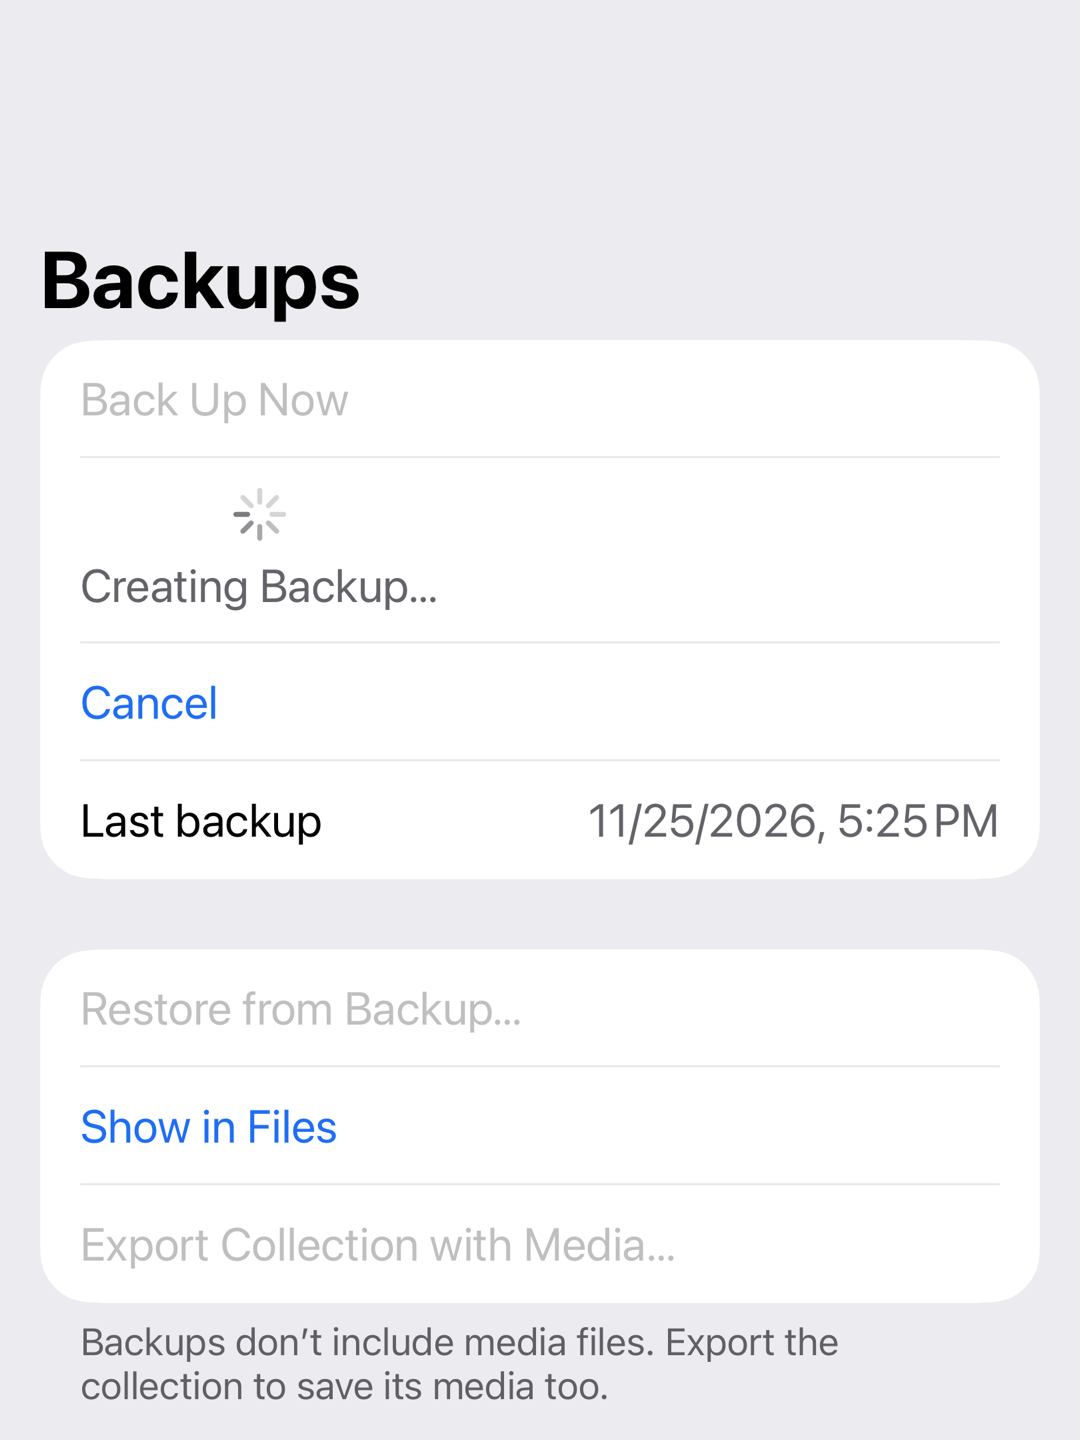 Backups
Back Up Now
Creating Backup...
Cancel
Last backup 11/25/2026, 5:25 PM
Restore from Backup...
Show in Files
Export Collection with Media...
Backups don’t include media files. Export the
collection to save its media too.